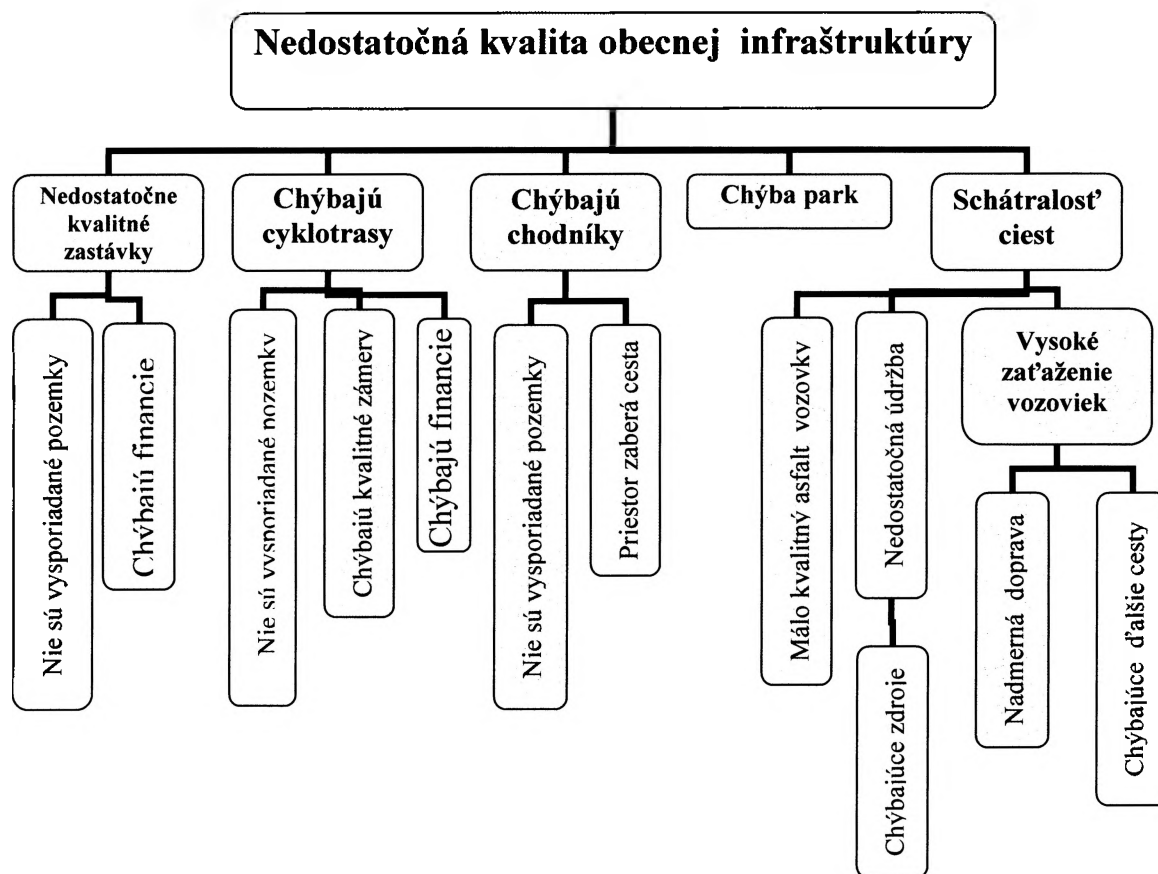 Nedostatočná kvalita obecnej infraštruktúry
Nedostatočne
kvalitné
zastávky
Chýbajú
cyklotrasy
Chýbajú
chodníky
Chýba park
Schátralosť
ciest
Nie sú vysporiadané pozemky
Chýbajú financie
Nie sú vysporiadané pozemky
Chýbajú kvalitné zámery
Chýbajú financie
Nie sú vysporiadané pozemky
Priestor zaberá cesta
Málo kvalitný asfalt vozovky
Nedostatočná údržba
Vysoké
zaťaženie
vozoviek
Chýbajúce zdroje
Nadmerná doprava
Chýbajúce ďalšie cesty